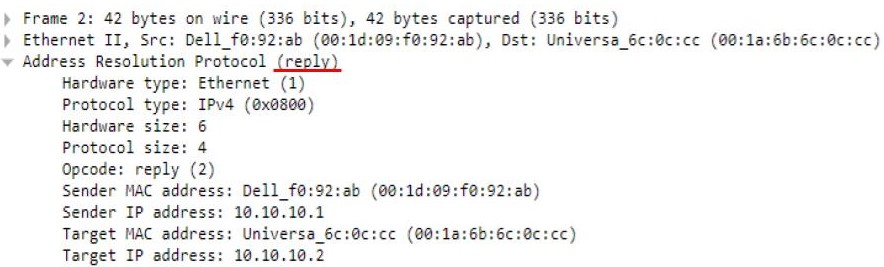 Frame 2: 42 bytes on wire (336 bits), 42 bytes captured (336 bits)
Ethernet II, Src: Dell_f0:92:ab (00:1d:09:f0:92:ab), Dst: Universa_6c:0c:cc (00:1a:6b:6c:0c:cc)
Address Resolution Protocol (reply)
Hardware type: Ethernet (1)
Protocol type: IPv4 (0x0800)
Hardware size: 6
Protocol size: 4
Opcode: reply (2)
Sender MAC address: Dell_f0:92:ab (00:1d:09:f0:92:ab)
Sender IP address: 10.10.10.1
Target MAC address: Universa_6c:0c:cc (00:1a:6b:6c:0c:cc)
Target IP address: 10.10.10.2